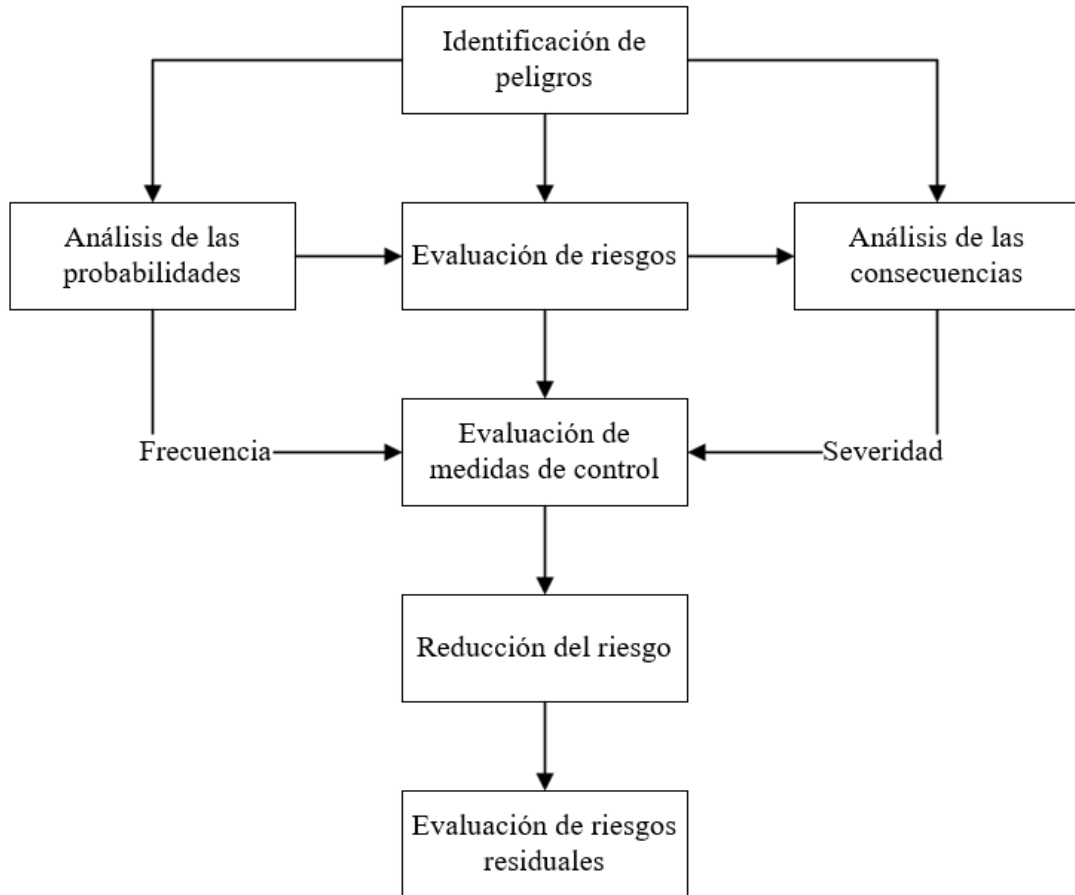 Identificación de
peligros
Análisis de las
probabilidades
Evaluación de riesgos
Análisis de las
consecuencias
Frecuencia
Evaluación de
medidas de control
Severidad
Reducción del riesgo
Evaluación de riesgos
residuales